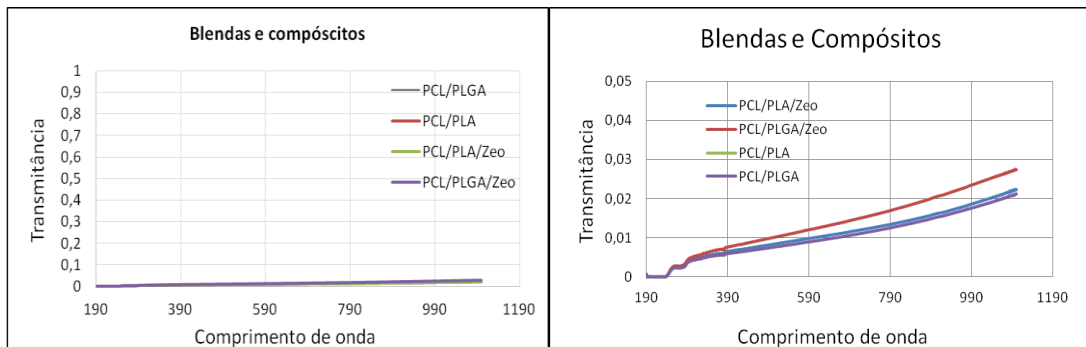 Blendas e compóscitos
1
0,9
0,8
0,7
0,6
0,5
0,4
0,3
0,2
0,1
0
Transmitância
PCL/PLGA
PCL/PLA
PCL/PLA/Zeo
PCL/PLGA/Zeo
190
390
590
790
990
1190
Comprimento de onda
Blendas e Compósitos
0,05
0,04
0,03
0,02
0,01
0
Transmitância
PCL/PLA/Zeo
PCL/PLGA/Zeo
PCL/PLA
PCL/PLGA
190
390
590
790
990
1190
Comprimento de onda